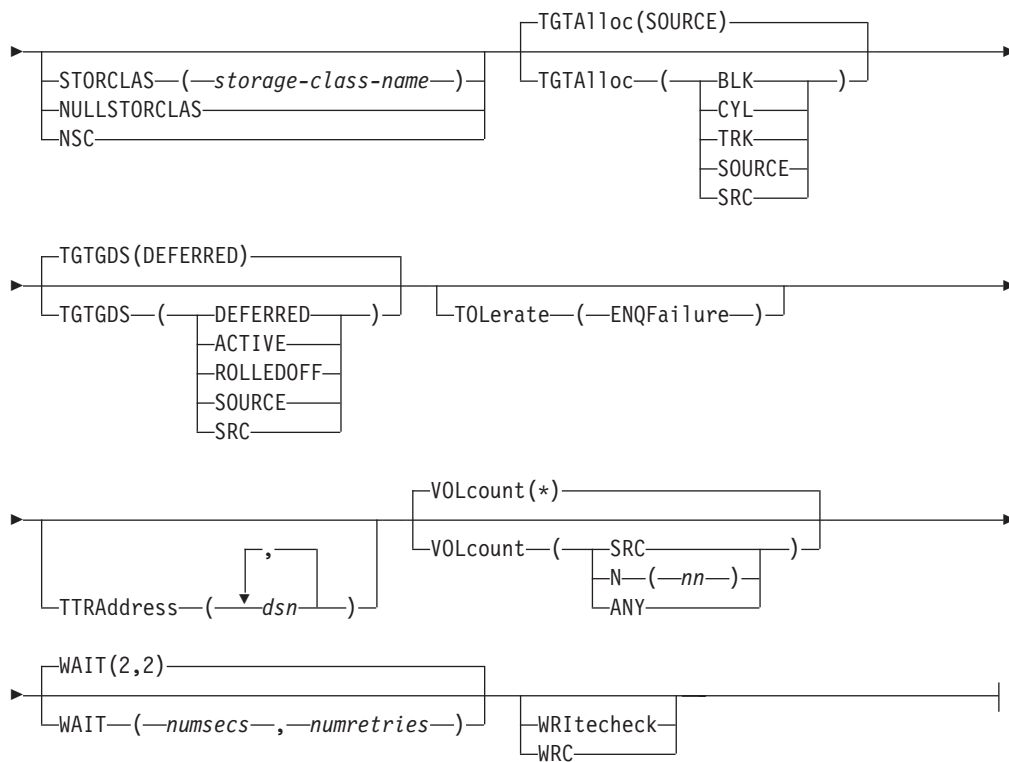 TGTAlloc(SOURCE)
STORCLAS ( storage-class-name ) TGTAlloc ( BLK )
NULLSTORCLAS CYL
NSC TRK
SOURCE
SRC
TGTGDS(DEFERRED)
TGTGDS ( DEFERRED ) TOLerate ( ENQFailure )
ACTIVE
ROLLEDOFF
SOURCE
SRC
VOLcount(*)
, VOLcount ( SRC )
N ( nn )
TTRAddress ( dsn ) ANY
WAIT(2,2)
WAIT ( numsecs , numretries ) WRItecheck
WRC